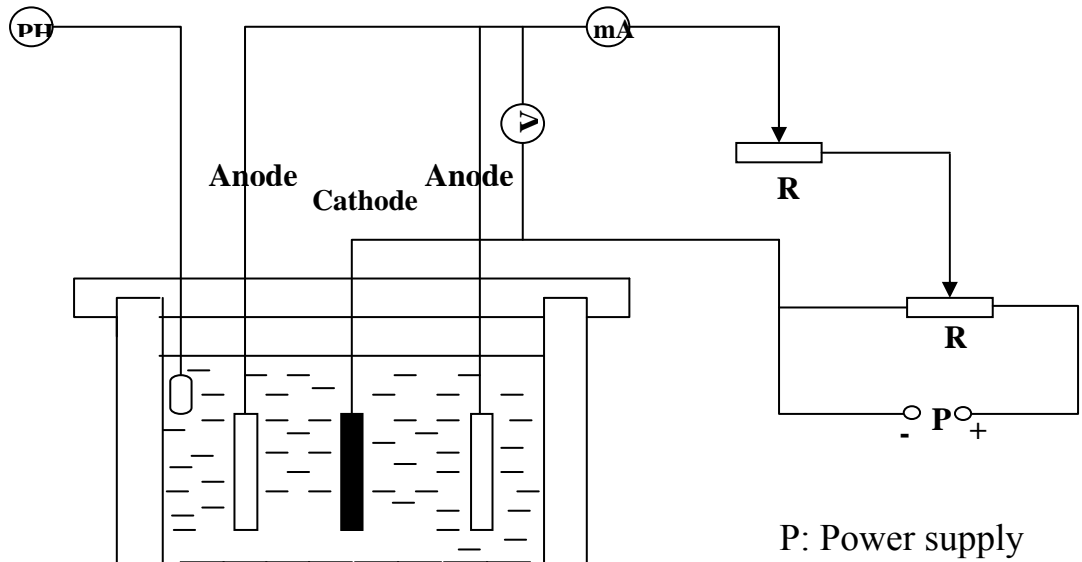 PH
mA
V
Anode
Anode
Cathode
R
R
- P +
P: Power supply